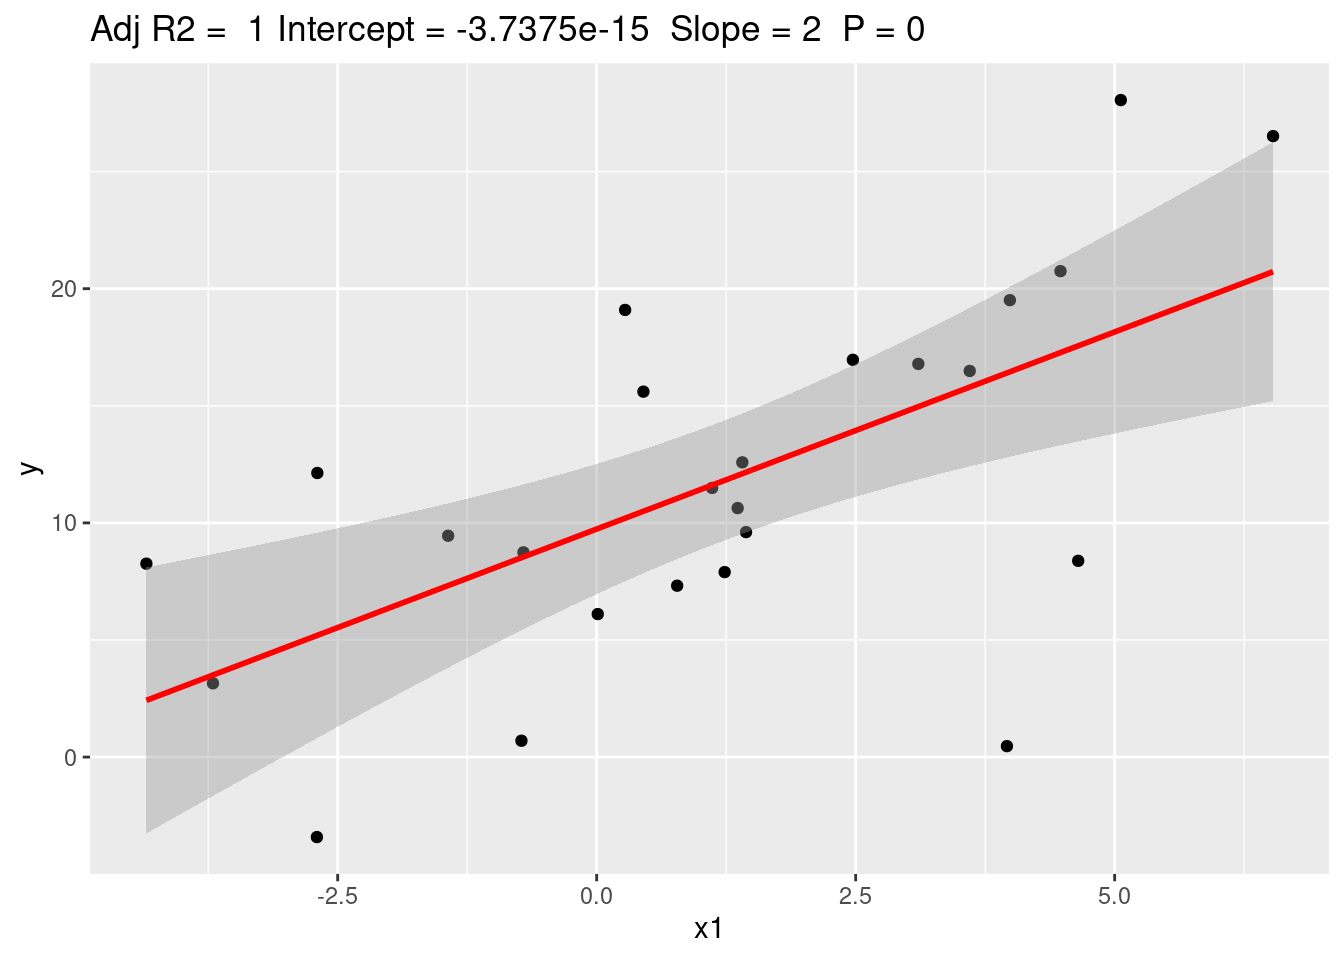 Adj R2 =  1 Intercept = -3.7375e-15  Slope = 2  P = 0
20
10
0
y
-2.5 0.0 2.5 5.0
x1